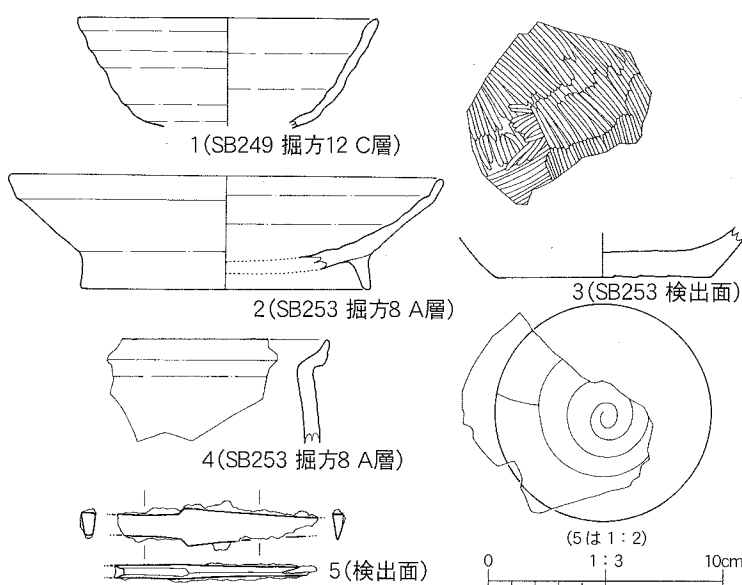 1(SB249 掘方12 C層)
2(SB253 掘方8 A層)
3(SB253 検出面)
4(SB253 掘方8 A層)
5(検出面)
(5は1:2)
0 1:3 10cm